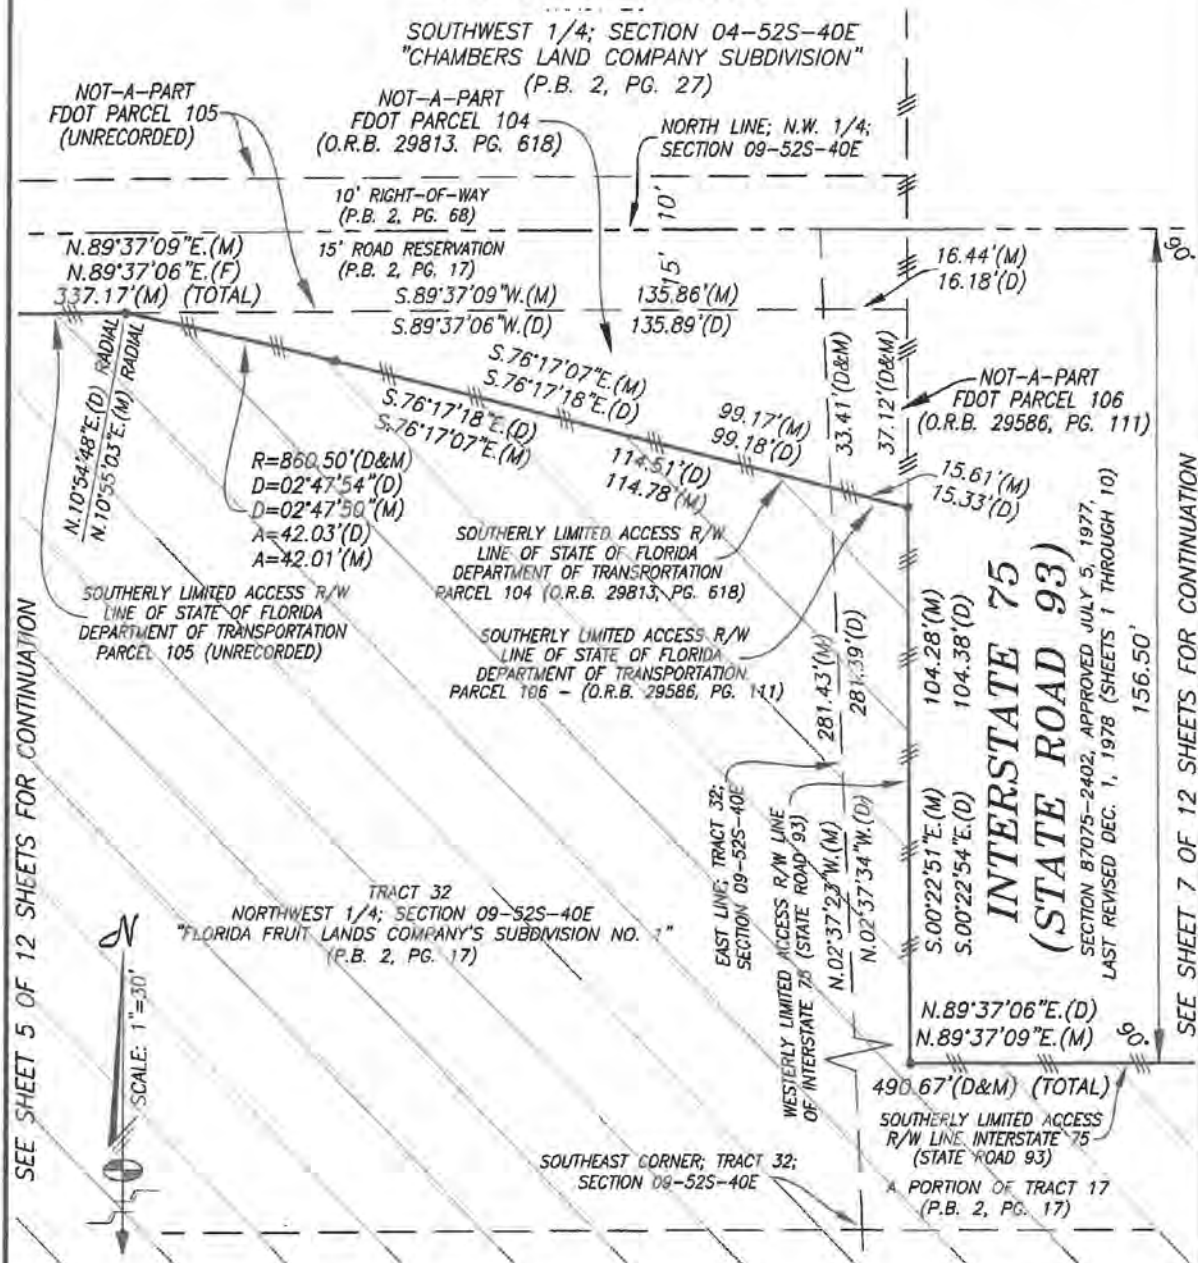 SOUTHWEST 1/4; SECTION 04-52S-40E
"CHAMBERS LAND COMPANY SUBDIVISION"
(P.B. 2, PG. 27)
NOT-A-PART
FDOT PARCEL 105
(UNRECORDED)
NOT-A-PART
FDOT PARCEL 104
(O.R.B. 29813. PG. 618)
NORTH LINE; N.W. 1/4;
SECTION 09-52S-40E
10' RIGHT-OF-WAY
(P.B. 2, PG. 68)
10'
15'
N.89°37'09"E.(M)
N.89°37'06"E.(F)
337.17'(M) (TOTAL)
15' ROAD RESERVATION
(P.B. 2, PG. 17)
S.89°37'09"W.(M)
S.89°37'06"W.(D)
135.86'(M)
135.89'(D)
16.44'(M)
16.18'(D)
90°
N.10°54'48"E.(D) RADIAL
N.10°55'03"E.(M) RADIAL
S.76°17'07"E.(M)
S.76°17'18"E.(D)
S.76°17'18"E.(D)
S.76°17'07"E.(M)
99.17'(M)
99.18'(D)
114.51'(D)
114.78'(M)
33.41'(D&M)
37.12'(D&M)
NOT-A-PART
FDOT PARCEL 106
(O.R.B. 29586, PG. 111)
15.61'(M)
15.33'(D)
R=860.50'(D&M)
D=02°47'54"(D)
D=02°47'50"(M)
A=42.03'(D)
A=42.01'(M)
SOUTHERLY LIMITED ACCESS R/W
LINE OF STATE OF FLORIDA
DEPARTMENT OF TRANSPORTATION
PARCEL 104 (O.R.B. 29813, PG. 618)
SOUTHERLY LIMITED ACCESS R/W
LINE OF STATE OF FLORIDA
DEPARTMENT OF TRANSPORTATION
PARCEL 105 (UNRECORDED)
SOUTHERLY LIMITED ACCESS R/W
LINE OF STATE OF FLORIDA
DEPARTMENT OF TRANSPORTATION
PARCEL 106 - (O.R.B. 29586, PG. 111)
281.43'(M)
281.39'(D)
104.28'(M)
104.38'(D)
INTERSTATE 75
(STATE ROAD 93)
SECTION 87075-2402, APPROVED JULY 5, 1977,
LAST REVISED DEC. 1, 1978 (SHEETS 1 THROUGH 10)
156.50'
SEE SHEET 5 OF 12 SHEETS FOR CONTINUATION
SEE SHEET 7 OF 12 SHEETS FOR CONTINUATION
EAST LINE; TRACT 32;
SECTION 09-52S-40E
WESTERLY LIMITED ACCESS R/W LINE
OF INTERSTATE 75 (STATE ROAD 93)
N.02°37'23"W.(M)
N.02°37'34"W.(D)
S.00°22'51"E.(M)
S.00°22'54"E.(D)
TRACT 32
NORTHWEST 1/4; SECTION 09-52S-40E
"FLORIDA FRUIT LANDS COMPANY'S SUBDIVISION NO. 1"
(P.B. 2, PG. 17)
N
SCALE: 1"=30'
N.89°37'06"E.(D)
N.89°37'09"E.(M)
90°
490.67'(D&M) (TOTAL)
SOUTHERLY LIMITED ACCESS
R/W LINE INTERSTATE 75
(STATE ROAD 93)
SOUTHEAST CORNER; TRACT 32;
SECTION 09-52S-40E
A PORTION OF TRACT 17
(P.B. 2, PG. 17)